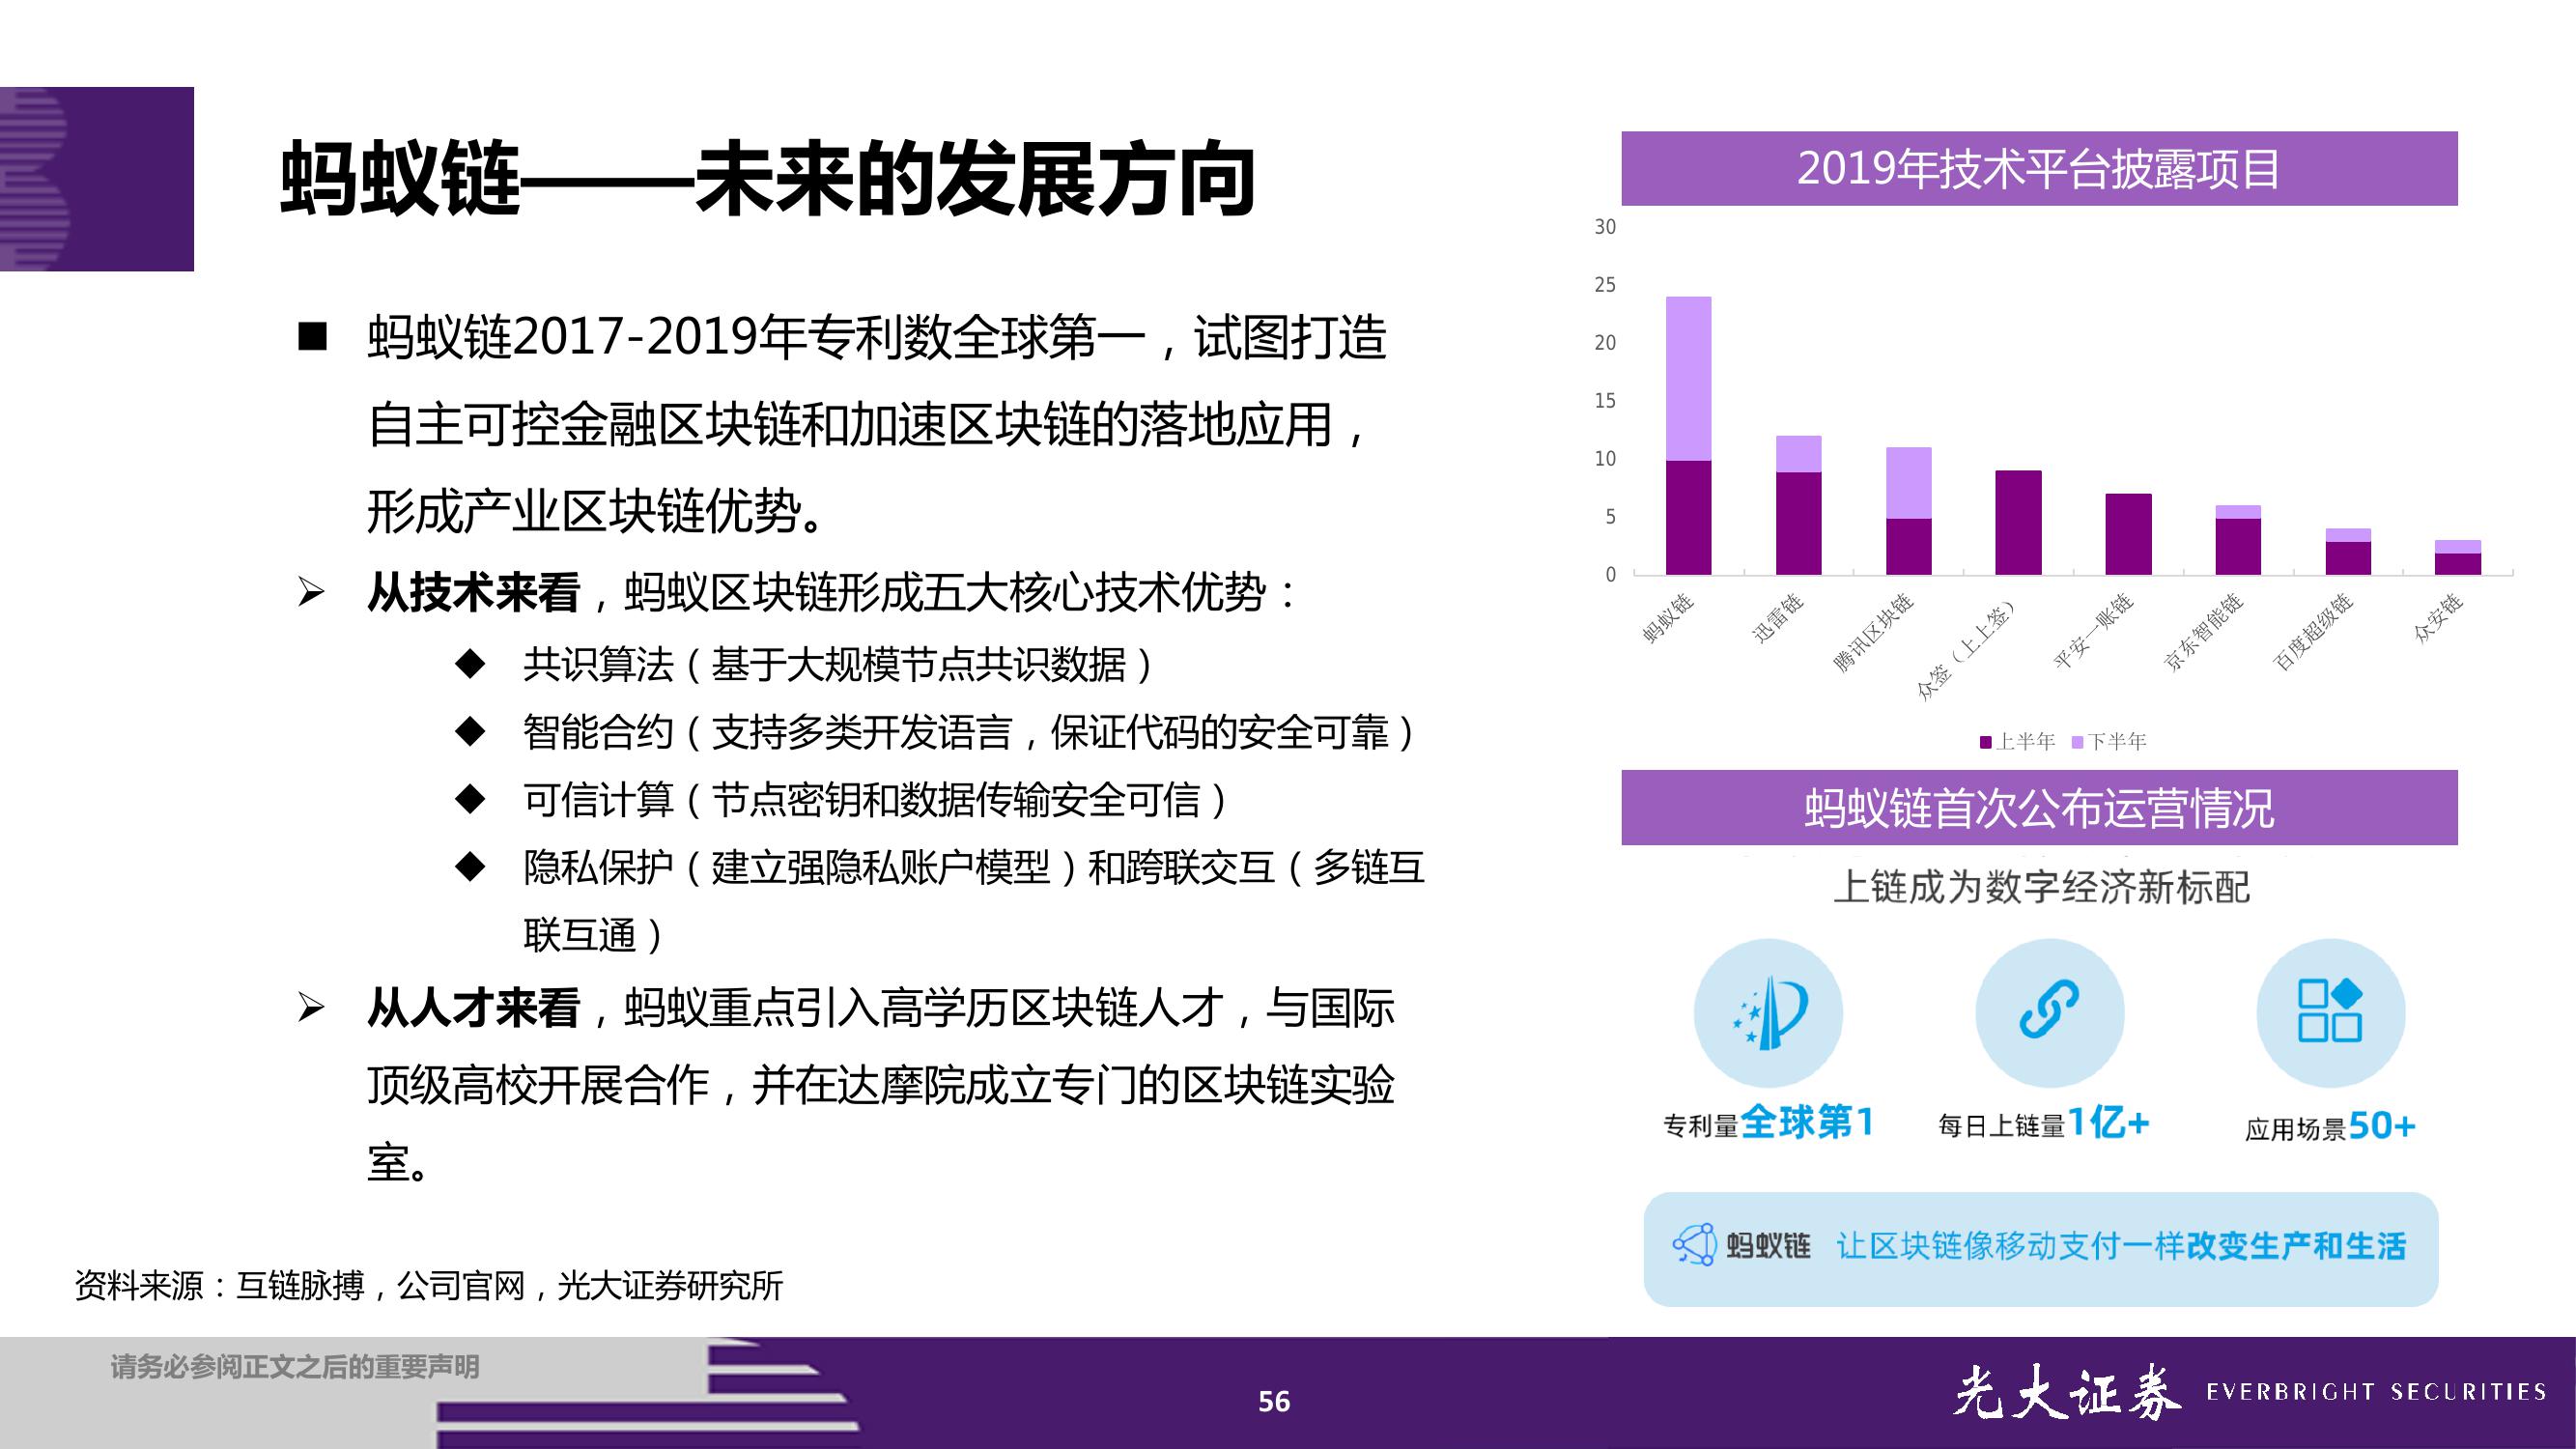 蚂蚁链——未来的发展方向
■ 蚂蚁链2017-2019年专利数全球第一，试图打造
自主可控金融区块链和加速区块链的落地应用，
形成产业区块链优势。
➢ 从技术来看，蚂蚁区块链形成五大核心技术优势：
◆ 共识算法（基于大规模节点共识数据）
◆ 智能合约（支持多类开发语言，保证代码的安全可靠）
◆ 可信计算（节点密钥和数据传输安全可信）
◆ 隐私保护（建立强隐私账户模型）和跨联交互（多链互
联互通）
➢ 从人才来看，蚂蚁重点引入高学历区块链人才，与国际
顶级高校开展合作，并在达摩院成立专门的区块链实验
室。
资料来源：互链脉搏，公司官网，光大证券研究所
2019年技术平台披露项目
30
25
20
15
10
5
0
蚂蚁链
迅雷链
腾讯区块链
众签（上上签）
平安一账链
京东智能链
百度超级链
众安链
上半年 下半年
蚂蚁链首次公布运营情况
上链成为数字经济新标配
专利量全球第1
每日上链量1亿+
应用场景50+
蚂蚁链 让区块链像移动支付一样改变生产和生活
请务必参阅正文之后的重要声明
56
光大证券 EVERBRIGHT SECURITIES